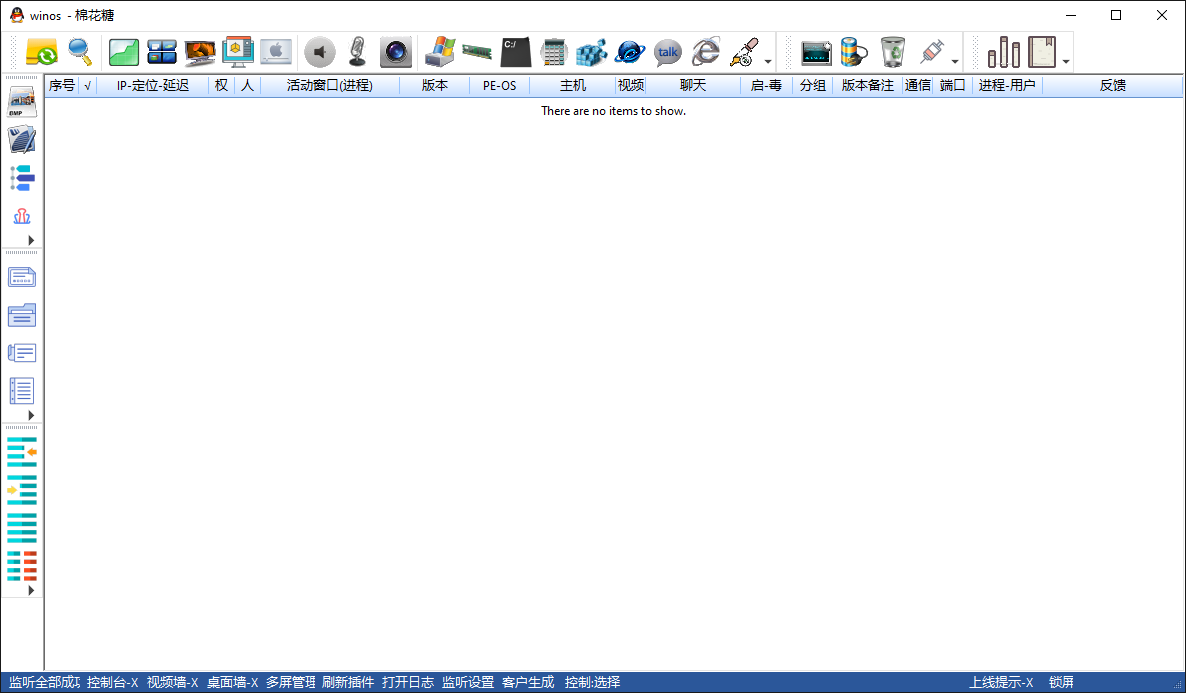 winos - 棉花糖
C:/
talk
BMP
序号 √ IP-定位-延迟 权 人 活动窗口(进程) 版本 PE-OS 主机 视频 聊天 启-毒 分组 版本备注 通信 端口 进程-用户 反馈
There are no items to show.
监听全部成 控制台-X 视频墙-X 桌面墙-X 多屏管理 刷新插件 打开日志 监听设置 客户生成 控制:选择 上线提示-X 锁屏